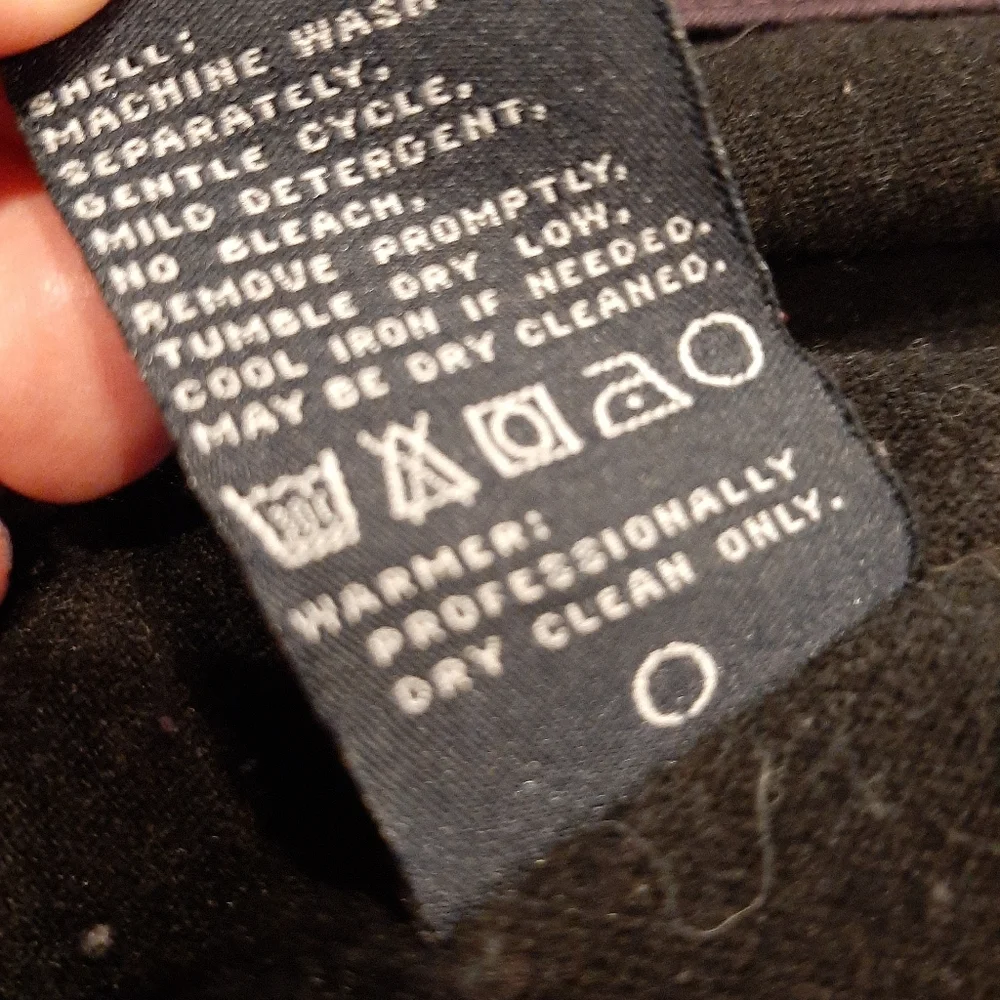 SHELL:
MACHINE WASH
SEPARATELY.
GENTLE CYCLE.
MILD DETERGENT.
NO BLEACH.
REMOVE PROMPTLY.
TUMBLE DRY LOW.
COOL IRON IF NEEDED.
MAY BE DRY CLEANED.
WARMER:
PROFESSIONALLY
DRY CLEAN ONLY.